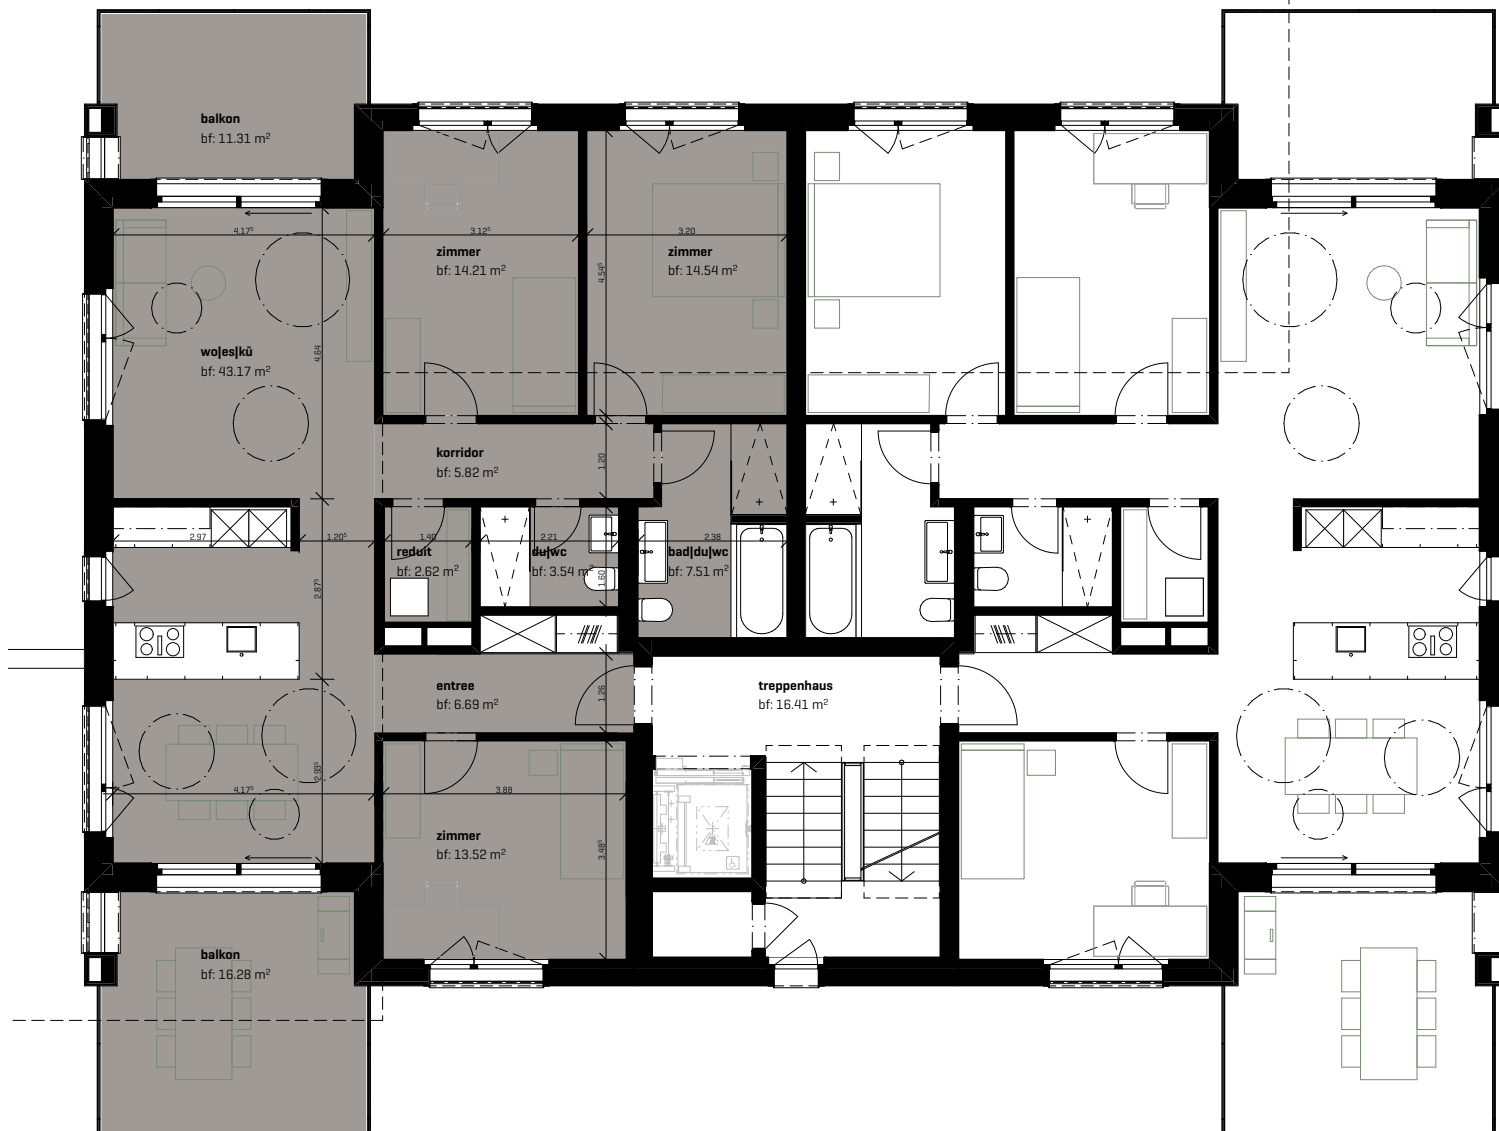 balkon
bf: 11.31 m²
4.17⁵
3.12⁵
3.20
zimmer
bf: 14.21 m²
zimmer
bf: 14.54 m²
4.54⁵
wo|es|kü
bf: 43.17 m²
4.64
korridor
bf: 5.82 m²
1.20
2.97
1.20⁵
1.40
2.21
2.38
reduit
bf: 2.62 m²
du|wc
bf: 3.54 m²
bad|du|wc
bf: 7.51 m²
2.87⁵
1.60
entree
bf: 6.69 m²
1.26
treppenhaus
bf: 16.41 m²
2.93⁵
4.17⁵
3.88
zimmer
bf: 13.52 m²
3.48⁵
balkon
bf: 16.28 m²